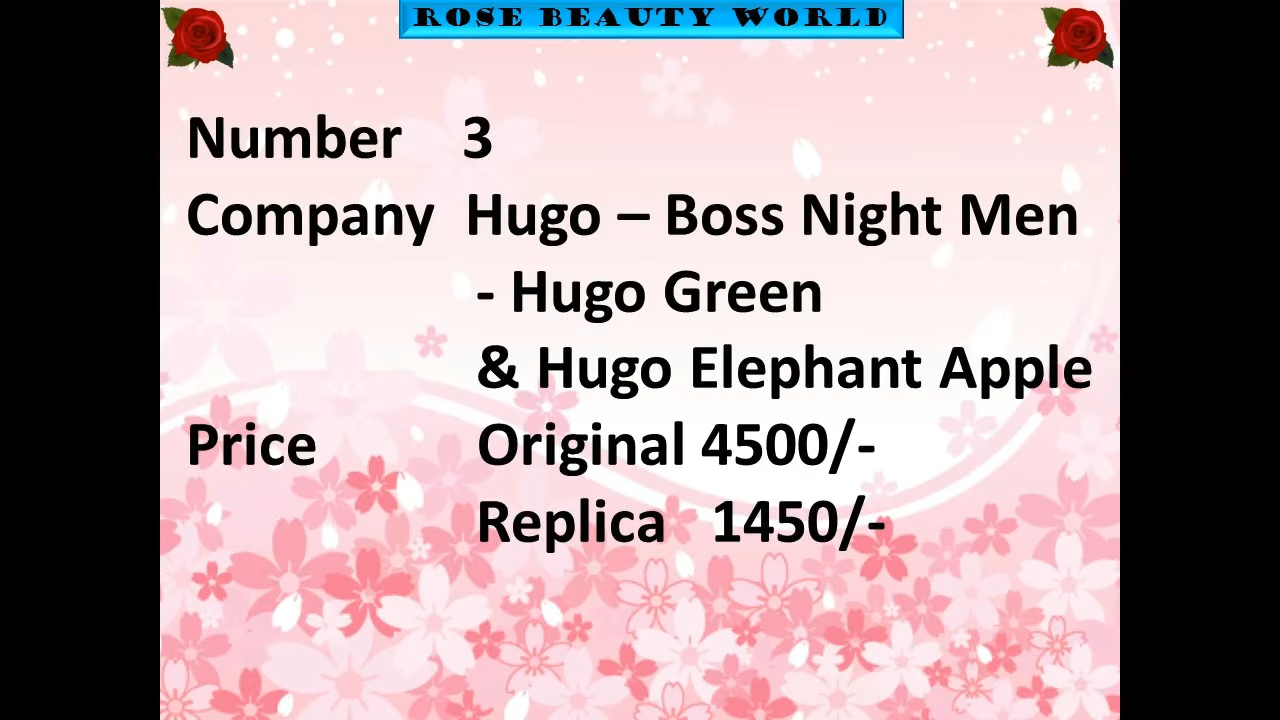 ROSE BEAUTY WORLD
Number 3
Company Hugo – Boss Night Men
- Hugo Green
& Hugo Elephant Apple
Price Original 4500/-
Replica 1450/-